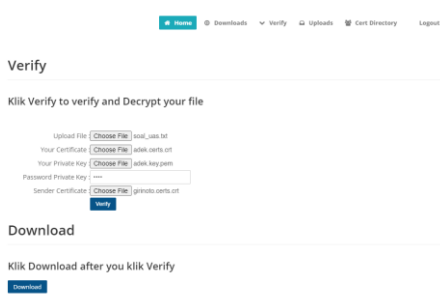 Home Downloads Verify Uploads Cert Directory Logout
Verify
Klik Verify to verify and Decrypt your file
Upload File : Choose File soal_uas.txt
Your Certificate : Choose File adek.certs.crt
Your Private Key : Choose File adek.key.pem
Password Private Key : ••••
Sender Certificate : Choose File girinoto.certs.crt
Verify
Download
Klik Download after you klik Verify
Download